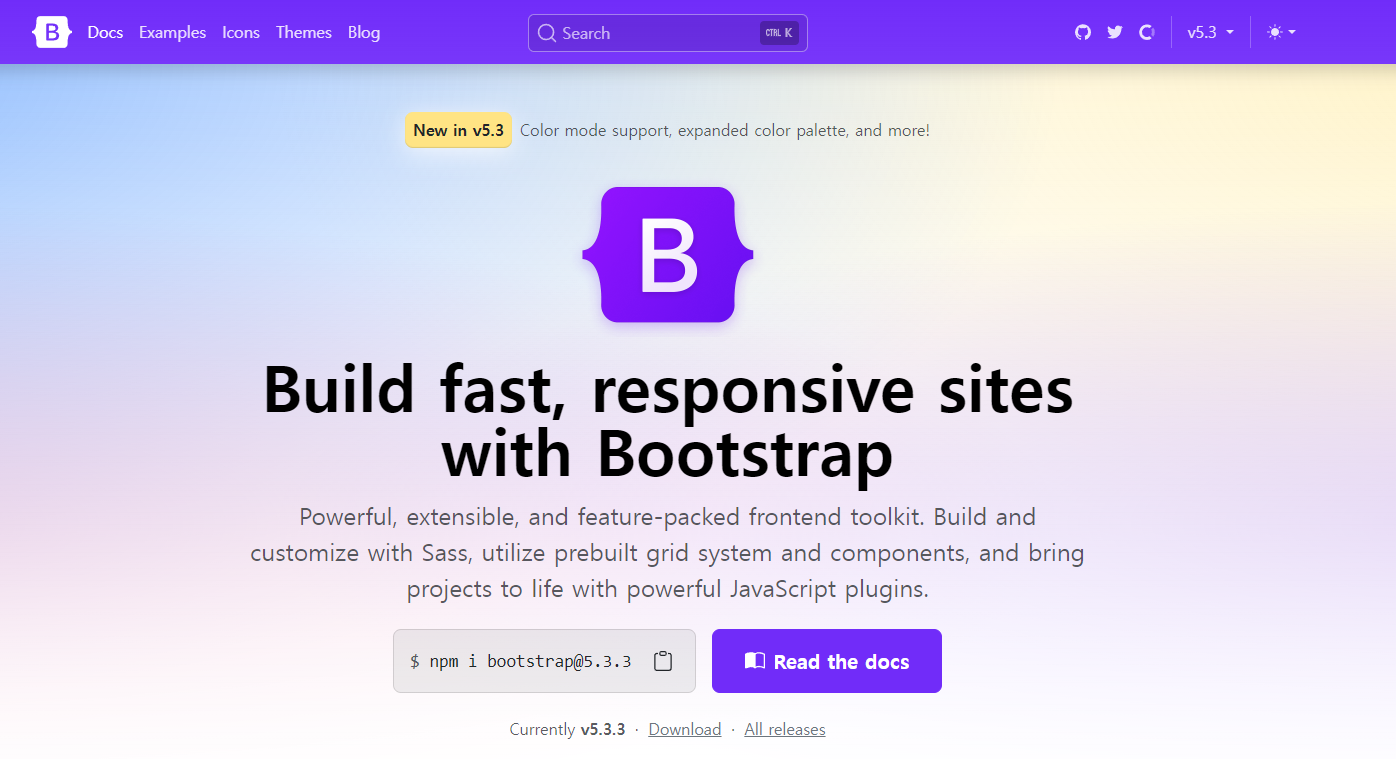 B Docs Examples Icons Themes Blog Search CTRL K v5.3
New in v5.3 Color mode support, expanded color palette, and more!
B
Build fast, responsive sites
with Bootstrap
Powerful, extensible, and feature-packed frontend toolkit. Build and
customize with Sass, utilize prebuilt grid system and components, and bring
projects to life with powerful JavaScript plugins.
$ npm i bootstrap@5.3.3 Read the docs
Currently v5.3.3 · Download · All releases